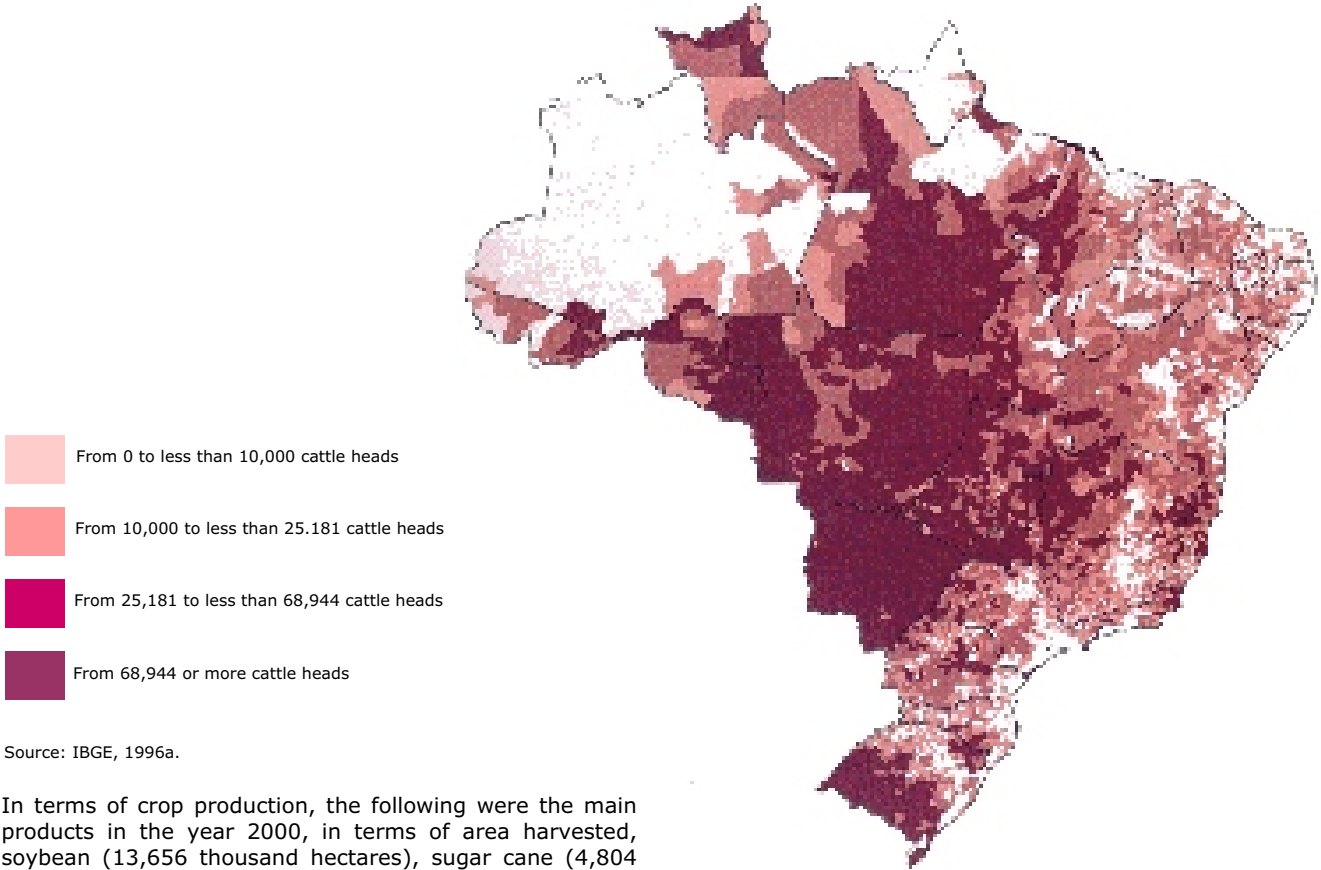 From 0 to less than 10,000 cattle heads
From 10,000 to less than 25.181 cattle heads
From 25,181 to less than 68,944 cattle heads
From 68,944 or more cattle heads
Source: IBGE, 1996a.
In terms of crop production, the following were the main
products in the year 2000, in terms of area harvested,
soybean (13,656 thousand hectares), sugar cane (4,804